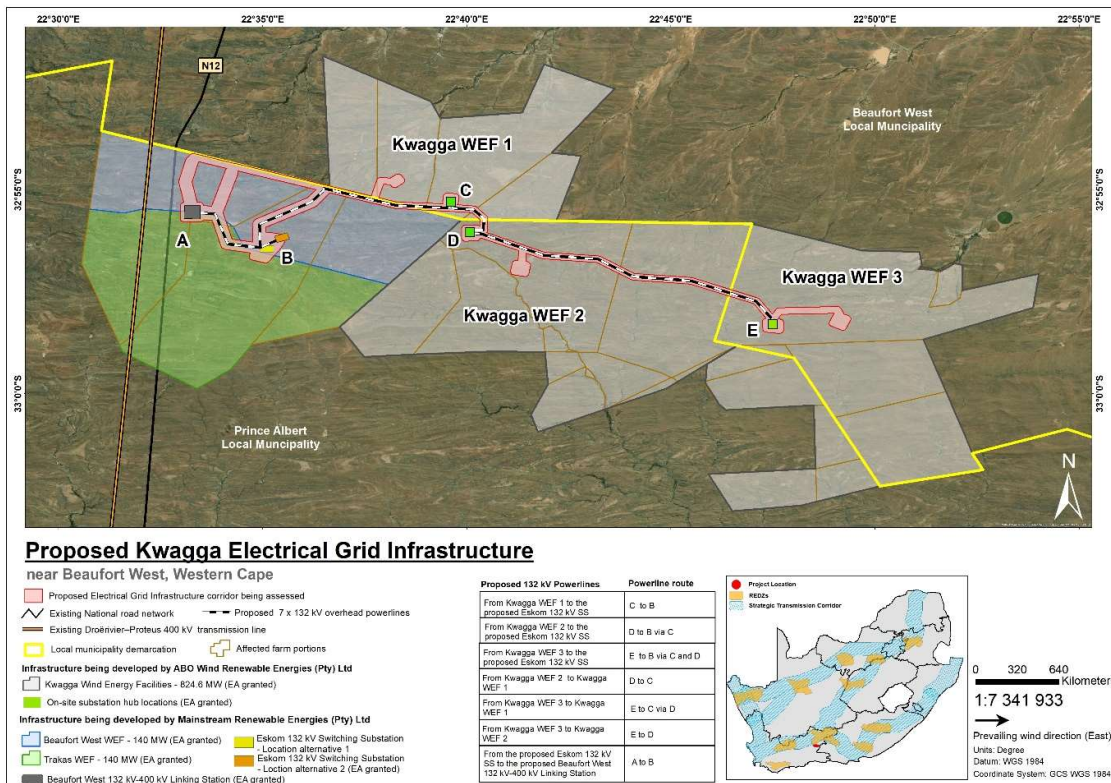 22°30'0"E 22°35'0"E 22°40'0"E 22°45'0"E 22°50'0"E 22°55'0"E
N12
Beaufort West
Local Muncipality
Kwagga WEF 1
32°55'0"S
32°55'0"S
C
A
D
B
Kwagga WEF 3
Kwagga WEF 2
E
33°0'0"S
33°0'0"S
Prince Albert
Local Muncipality
N
Proposed Kwagga Electrical Grid Infrastructure
near Beaufort West, Western Cape
Proposed Electrical Grid Infrastructure corridor being assessed
Existing National road network
Proposed 7 x 132 kV overhead powerlines
Existing Droërivier–Proteus 400 kV transmission line
Local municipality demarcation
Affected farm portions
Infrastructure being developed by ABO Wind Renewable Energies (Pty) Ltd
Kwagga Wind Energy Facilities - 824.6 MW (EA granted)
On-site substation hub locations (EA granted)
Infrastructure being developed by Mainstream Renewable Energies (Pty) Ltd
Beaufort West WEF - 140 MW (EA granted)
Trakas WEF - 140 MW (EA granted)
Beaufort West 132 kV-400 kV Linking Station (EA granted)
Eskom 132 kV Switching Substation
- Location alternative 1
Eskom 132 kV Switching Substation
- Loction alternative 2 (EA granted)
Proposed 132 kV Powerlines Powerline route
From Kwagga WEF 1 to the
proposed Eskom 132 kV SS
C to B
From Kwagga WEF 2 to the
proposed Eskom 132 kV SS
D to B via C
From Kwagga WEF 3 to the
proposed Eskom 132 kV SS
E to B via C and D
From Kwagga WEF 2 to Kwagga
WEF 1
D to C
From Kwagga WEF 3 to Kwagga
WEF 1
E to C via D
From Kwagga WEF 3 to Kwagga
WEF 2
E to D
From the proposed Eskom 132 kV
SS to the proposed Beaufort West
132 kV-400 kV Linking Station
A to B
Project Location
REDZs
Strategic Transmission Corridor
0 320 640
Kilometer
1:7 341 933
Prevailing wind direction (East)
Units: Degree
Datum: WGS 1984
Coordinate System: GCS WGS 1984